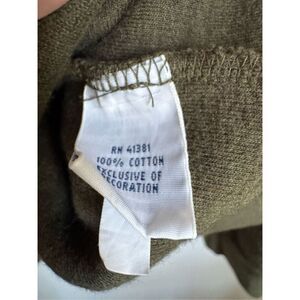 RN 41381
100% COTTON
EXCLUSIVE OF
DECORATION